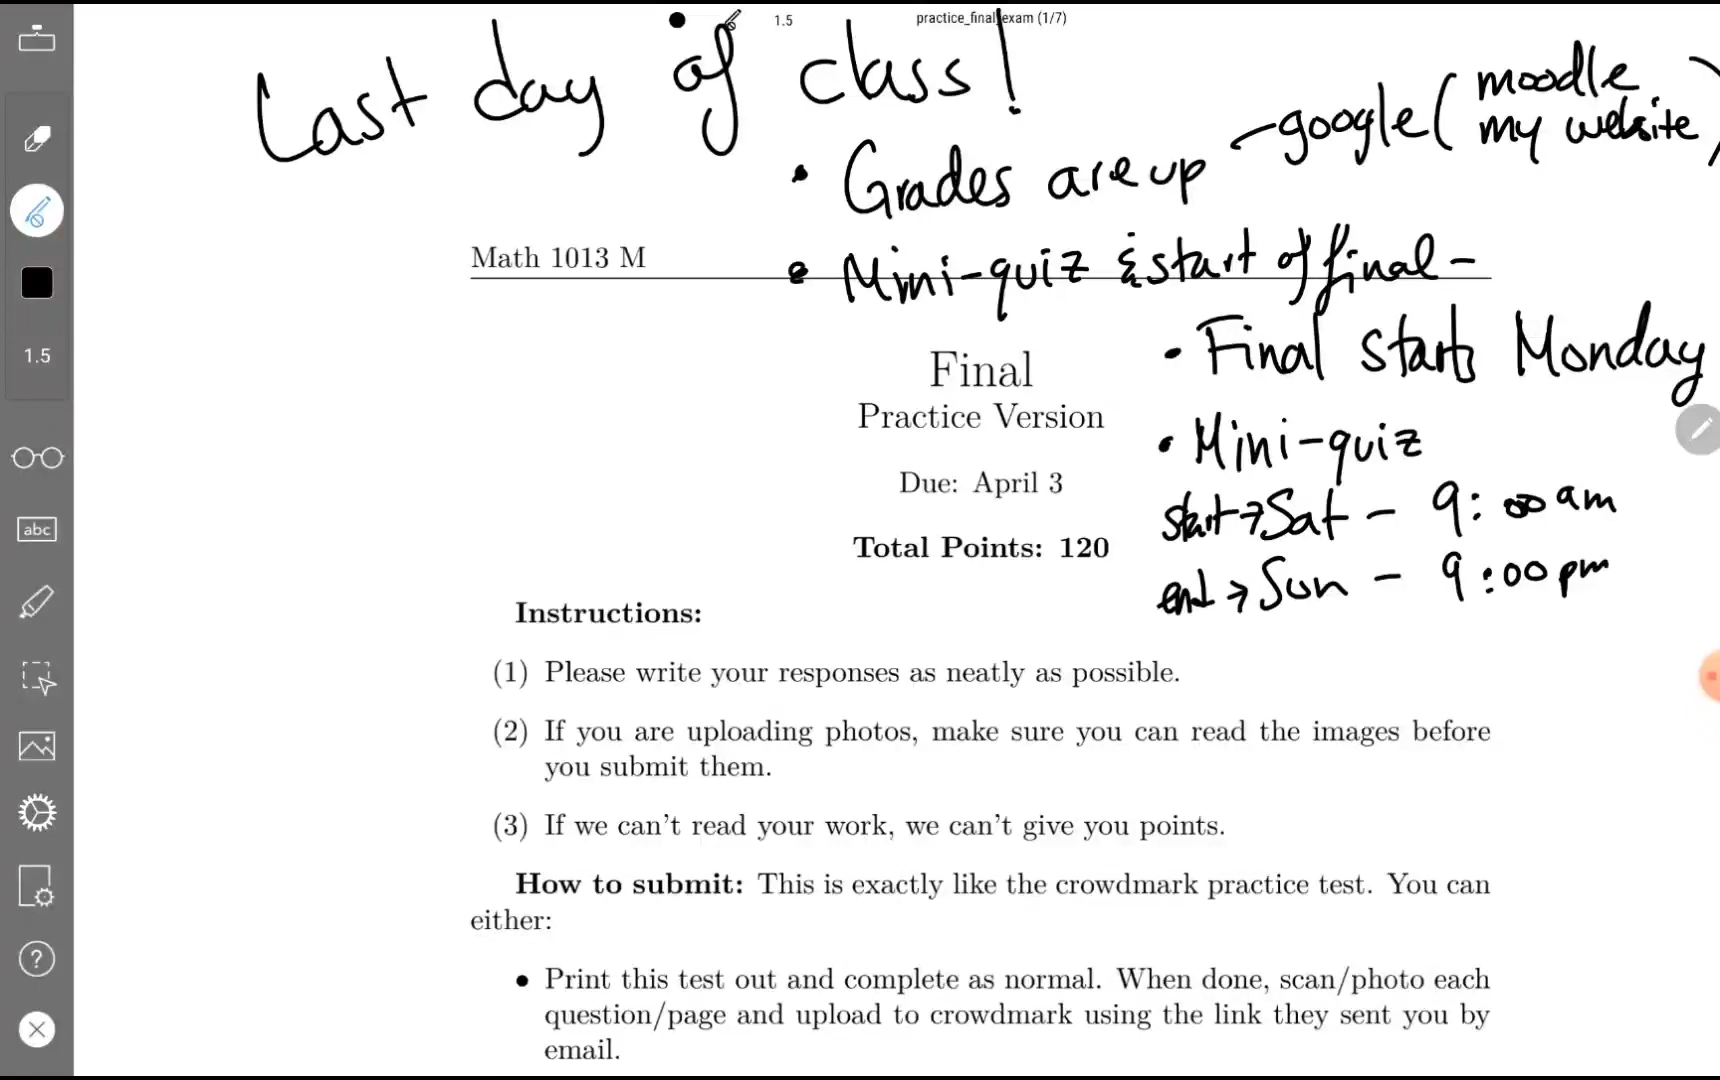 1.5
practice_final_exam (1/7)
Last day of class!
- google ( moodle
my website )
• Grades are up
Math 1013 M
• Mini-quiz & start of final -
• Final starts Monday
1.5
Final
Practice Version
• Mini-quiz
Due: April 3
start → Sat - 9:00 am
abc
Total Points: 120
end → Sun - 9:00 pm
Instructions:
(1) Please write your responses as neatly as possible.
(2) If you are uploading photos, make sure you can read the images before
you submit them.
(3) If we can't read your work, we can't give you points.
How to submit: This is exactly like the crowdmark practice test. You can
either:
• Print this test out and complete as normal. When done, scan/photo each
question/page and upload to crowdmark using the link they sent you by
email.